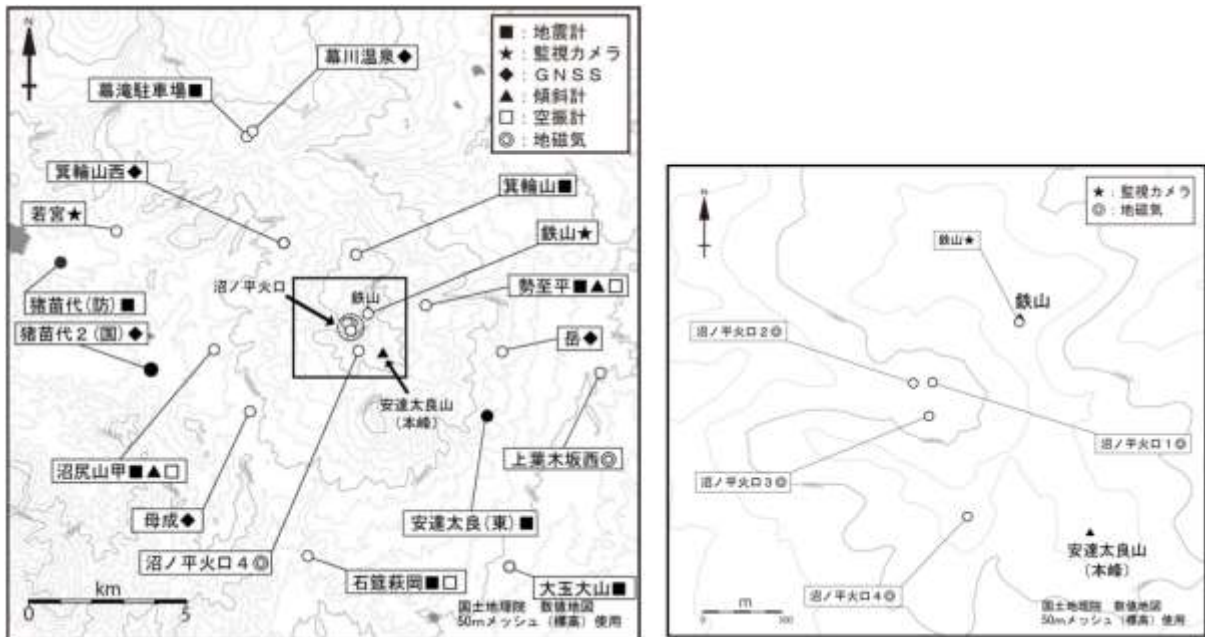 N
■：地震計
★：監視カメラ
◆：GNSS
▲：傾斜計
□：空振計
◎：地磁気
幕川温泉◆
幕滝駐車場■
箕輪山西◆
箕輪山■
若宮★
鉄山★
沼ノ平火口
鉄山
勢至平■▲□
猪苗代(防)■
猪苗代２(国)◆
岳◆
安達太良山
(本峰)
上葉木坂西◎
沼尻山甲■▲□
母成◆
安達太良(東)■
沼ノ平火口４◎
石筵萩岡■□
大玉大山■
km
0 5
国土地理院 数値地図
50mメッシュ（標高）使用
N
★：監視カメラ
◎：地磁気
鉄山★
鉄山
沼ノ平火口２◎
沼ノ平火口１◎
沼ノ平火口３◎
安達太良山
(本峰)
沼ノ平火口４◎
m
0 500
国土地理院 数値地図
50mメッシュ（標高）使用